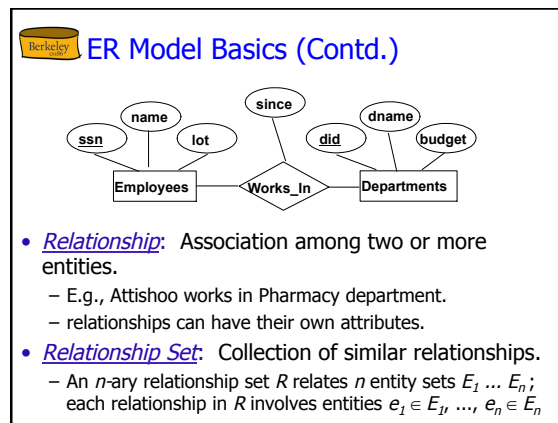 Berkeley
cs186
ER Model Basics (Contd.)
since
name
dname
ssn
lot
did
budget
Employees
Works_In
Departments
• Relationship: Association among two or more
entities.
– E.g., Attishoo works in Pharmacy department.
– relationships can have their own attributes.
• Relationship Set: Collection of similar relationships.
– An n-ary relationship set R relates n entity sets E₁ ... Eₙ ;
each relationship in R involves entities e₁ ∈ E₁, ..., eₙ ∈ Eₙ